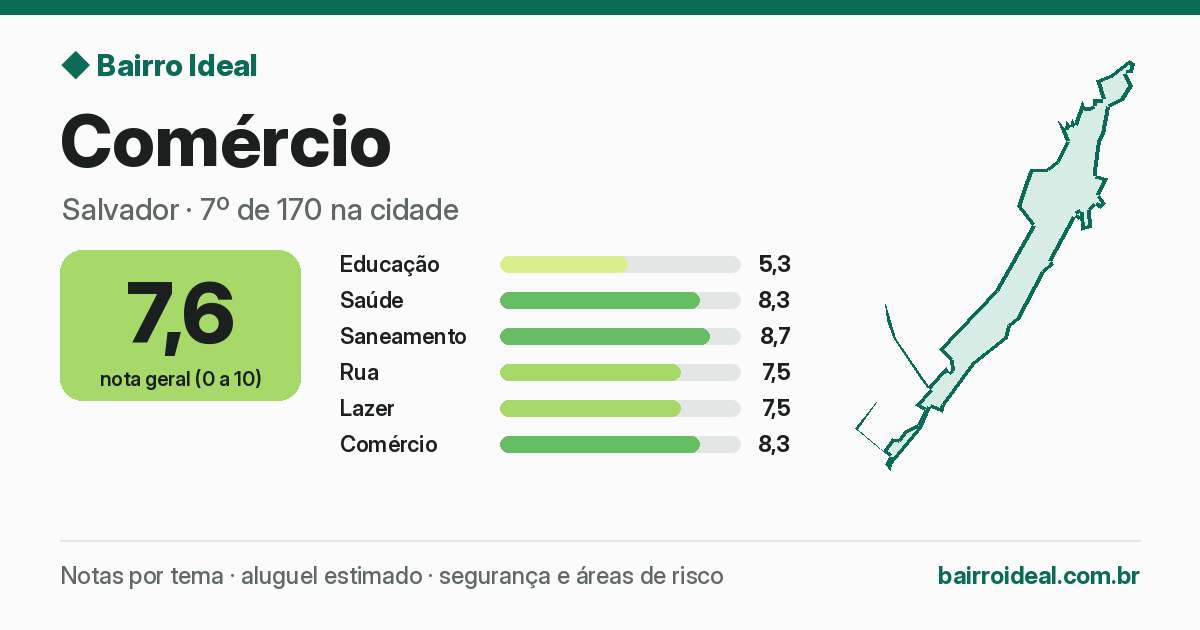 Bairro Ideal
Comércio
Salvador · 7º de 170 na cidade
7,6
nota geral (0 a 10)
Educação 5,3
Saúde 8,3
Saneamento 8,7
Rua 7,5
Lazer 7,5
Comércio 8,3
Notas por tema · aluguel estimado · segurança e áreas de risco
bairroideal.com.br